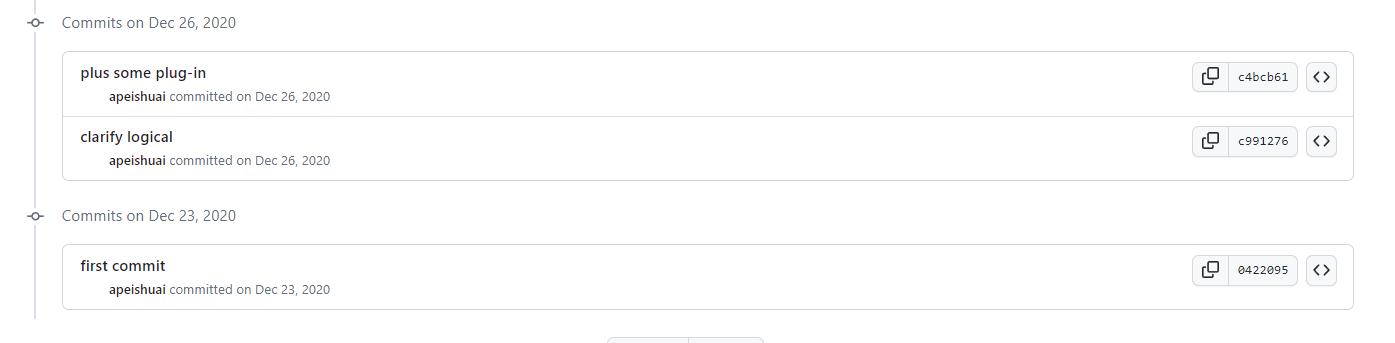 Commits on Dec 26, 2020
plus some plug-in
c4bcb61
apeishuai committed on Dec 26, 2020
clarify logical
c991276
apeishuai committed on Dec 26, 2020
Commits on Dec 23, 2020
first commit
0422095
apeishuai committed on Dec 23, 2020